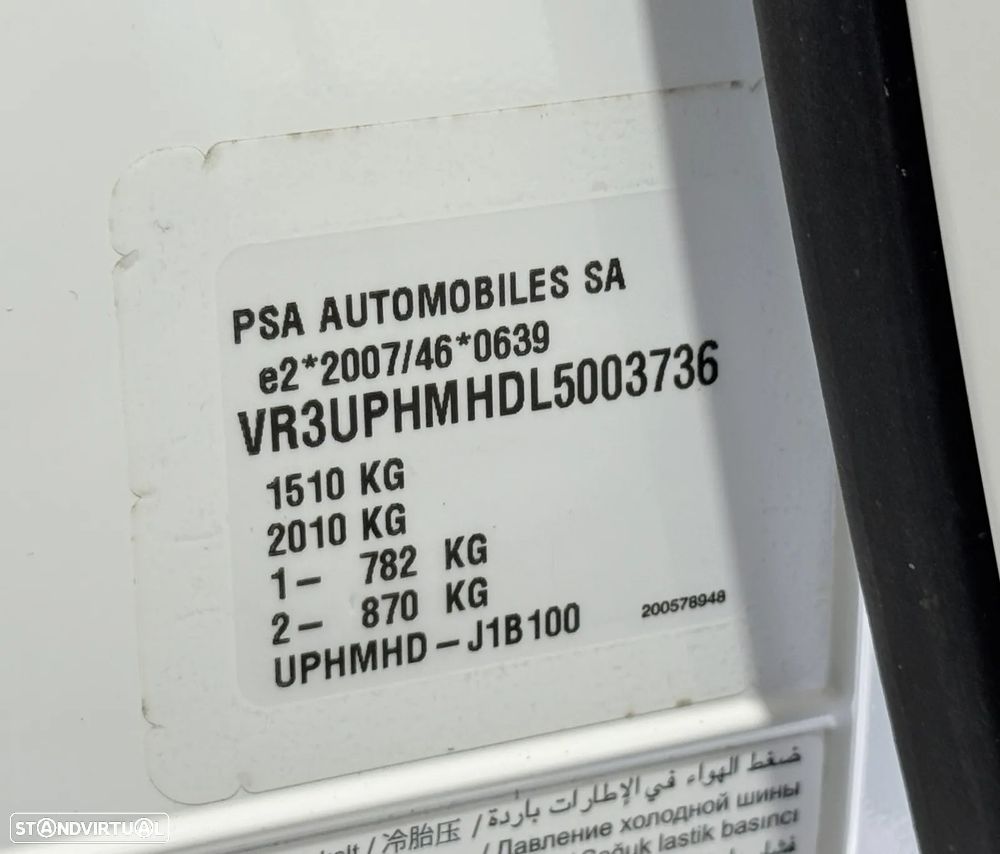 PSA AUTOMOBILES SA
e2*2007/46*0639
VR3UPHMHDL5003736
1510 KG
2010 KG
1- 782 KG
2- 870 KG
UPHMHD-J1B100
200578948
ضغط الهواء في الإطارات باردة /
/ 冷胎压 /
Давление холодной шины
Soğuk lastik basıncı
STANDVIRTUAL